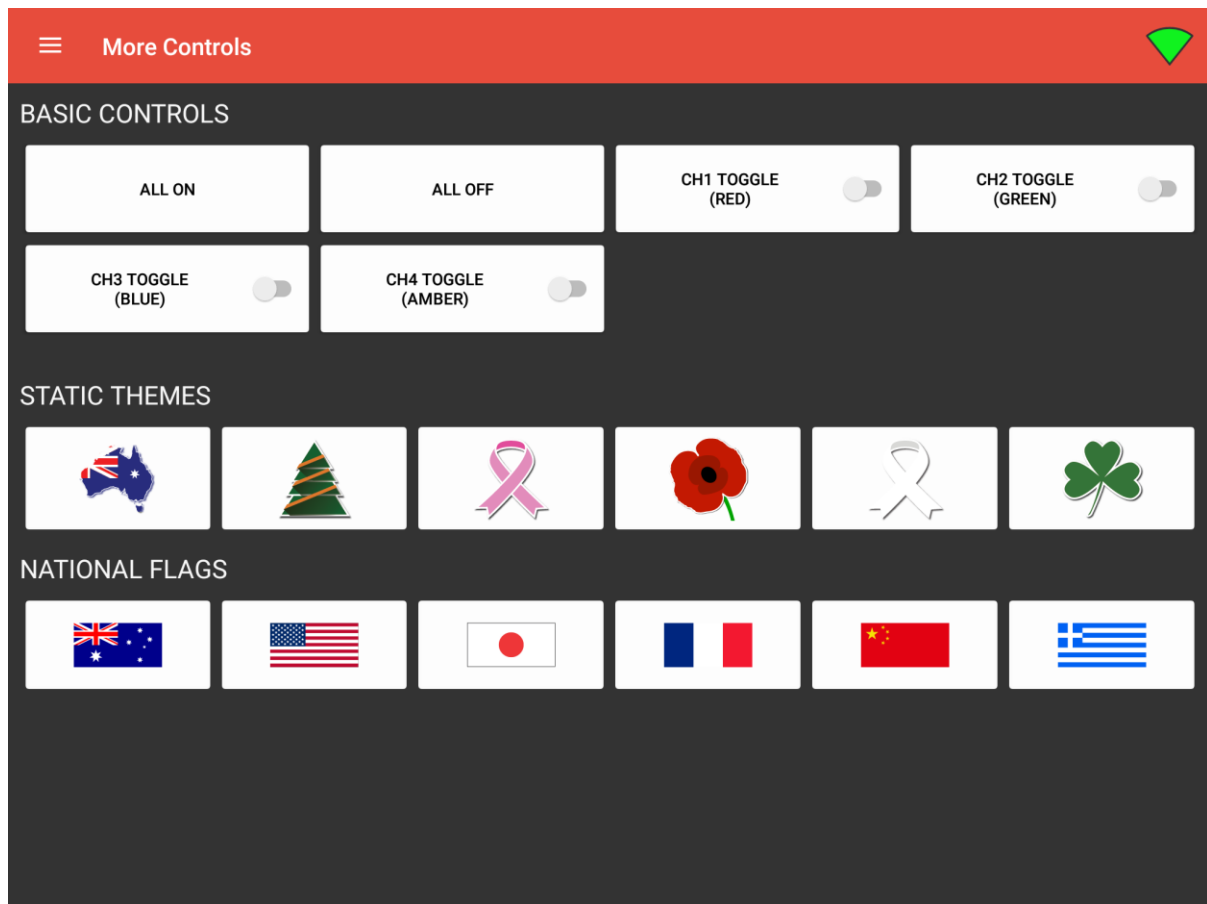 More Controls
BASIC CONTROLS
ALL ON
ALL OFF
CH1 TOGGLE
(RED)
CH2 TOGGLE
(GREEN)
CH3 TOGGLE
(BLUE)
CH4 TOGGLE
(AMBER)
STATIC THEMES
NATIONAL FLAGS